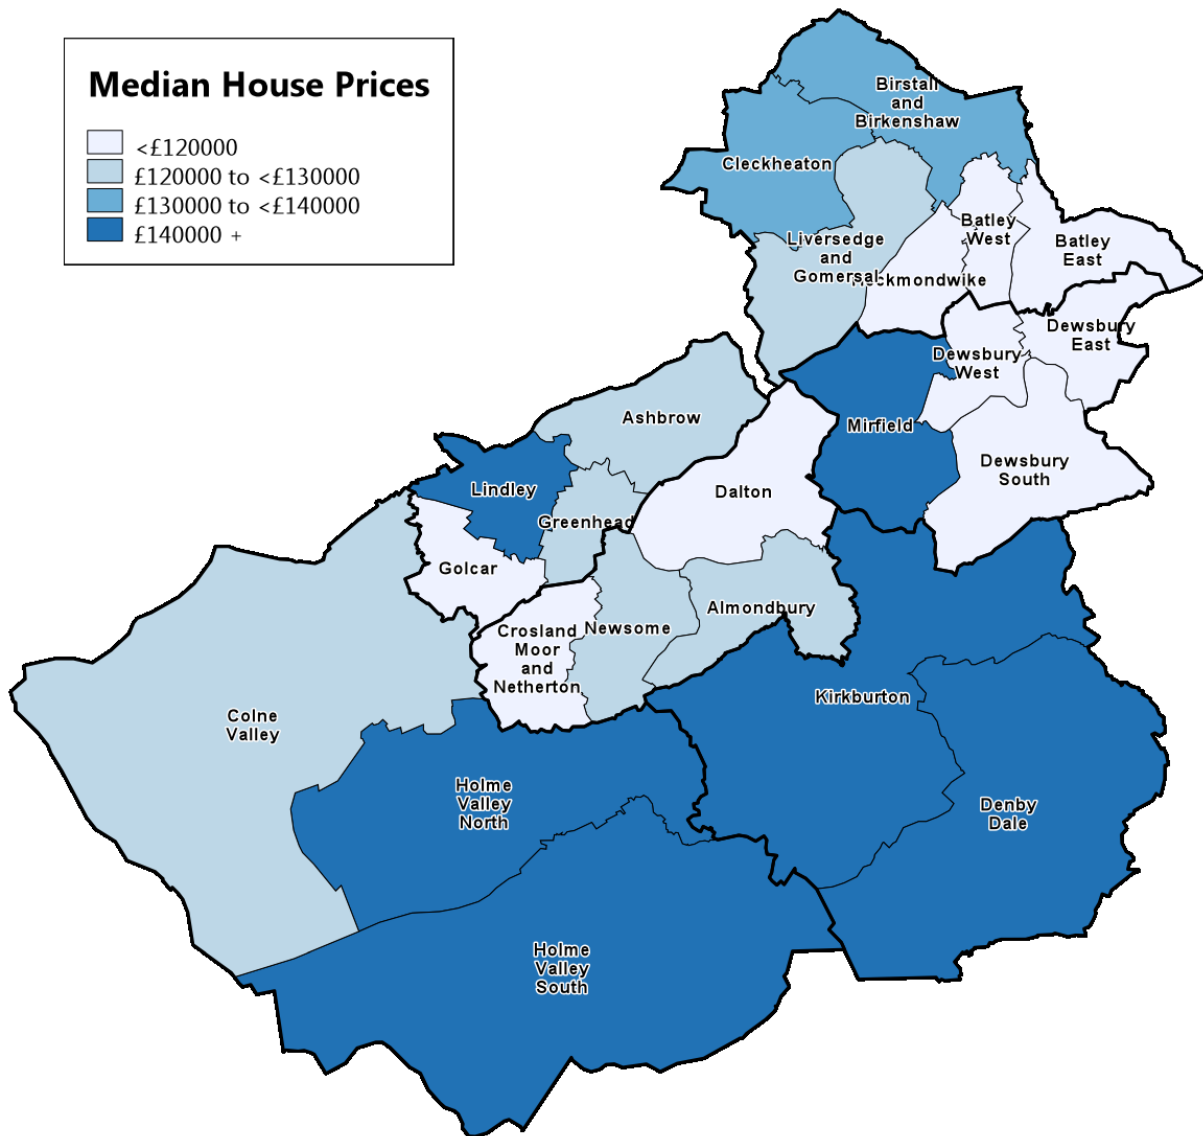 Median House Prices
<£120000
£120000 to <£130000
£130000 to <£140000
£140000 +
Birstall
and
Birkenshaw
Cleckheaton
Batley
West
Liversedge
and
Gomersal
Batley
East
Dewsbury
East
Dewsbury
West
Ashbrow
Mirfield
Dewsbury
South
Lindley
Dalton
Greenhead
Golcar
Almondbury
Crosland
Moor
and
Netherton
Newsome
Kirkburton
Colne
Valley
Holme
Valley
North
Denby
Dale
Holme
Valley
South